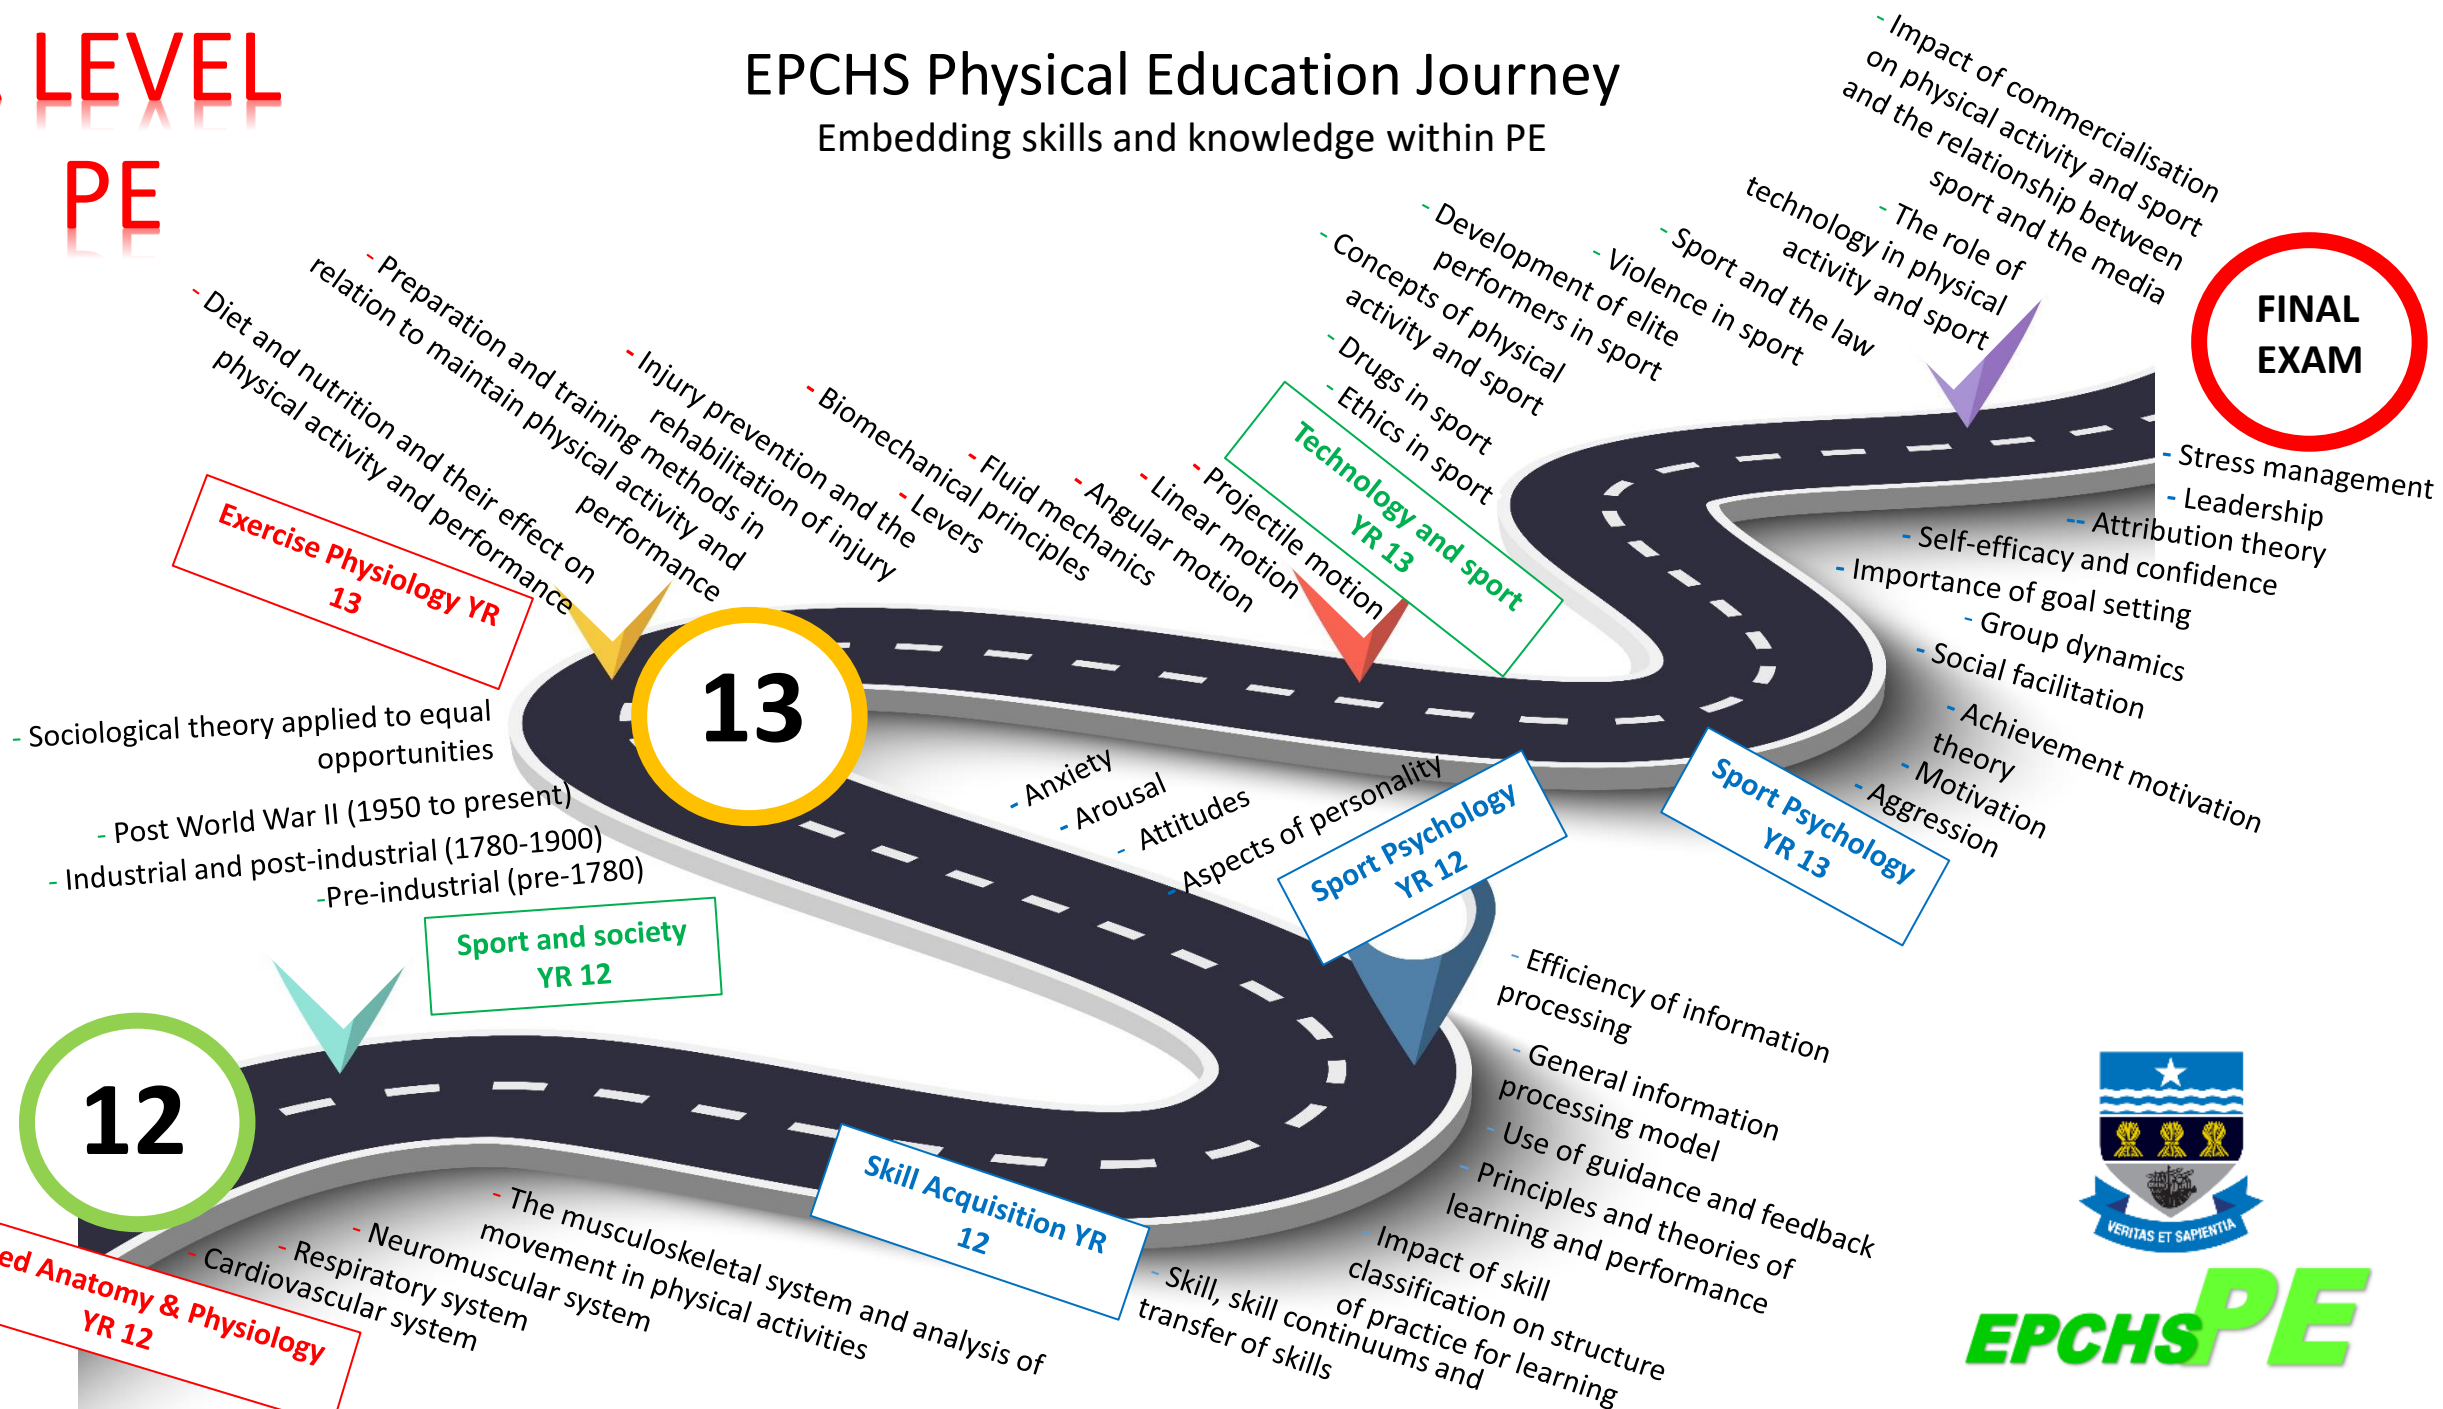 LEVEL
PE
EPCHS Physical Education Journey
Embedding skills and knowledge within PE
- Impact of commercialisation
on physical activity and sport
and the relationship between
sport and the media
- The role of
technology in physical
activity and sport
- Sport and the law
- Violence in sport
- Development of elite
performers in sport
- Concepts of physical
activity and sport
- Drugs in sport
- Ethics in sport
Technology and sport
YR 13
FINAL
EXAM
- Preparation and training methods in
relation to maintain physical activity and
performance
- Diet and nutrition and their effect on
physical activity and performance
- Injury prevention and the
rehabilitation of injury
- Biomechanical principles
- Levers
- Fluid mechanics
- Angular motion
- Linear motion
- Projectile motion
Exercise Physiology YR
13
13
- Stress management
- Leadership
-- Attribution theory
- Self-efficacy and confidence
- Importance of goal setting
- Group dynamics
- Social facilitation
- Achievement motivation
theory
- Motivation
- Aggression
Sport Psychology
YR 13
- Sociological theory applied to equal
opportunities
- Post World War II (1950 to present)
- Industrial and post-industrial (1780-1900)
-Pre-industrial (pre-1780)
Sport and society
YR 12
- Anxiety
- Arousal
- Attitudes
- Aspects of personality
Sport Psychology
YR 12
- Efficiency of information
processing
- General information
processing model
- Use of guidance and feedback
- Principles and theories of
learning and performance
- Impact of skill
classification on structure
of practice for learning
- Skill, skill continuums and
transfer of skills
Skill Acquisition YR
12
12
- The musculoskeletal system and analysis of
movement in physical activities
- Neuromuscular system
- Respiratory system
- Cardiovascular system
ed Anatomy & Physiology
YR 12
VERITAS ET SAPIENTIA
EPCHS PE